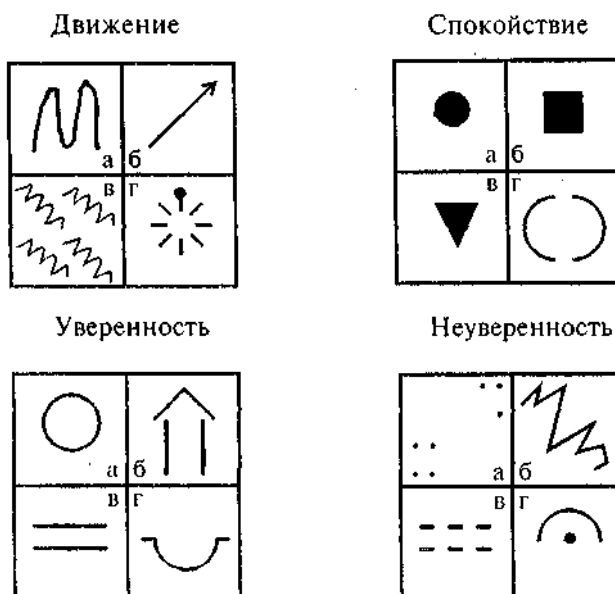 Движение
Спокойствие
а б
в г
а б
в г
Уверенность
Неуверенность
а б
в г
а б
в г